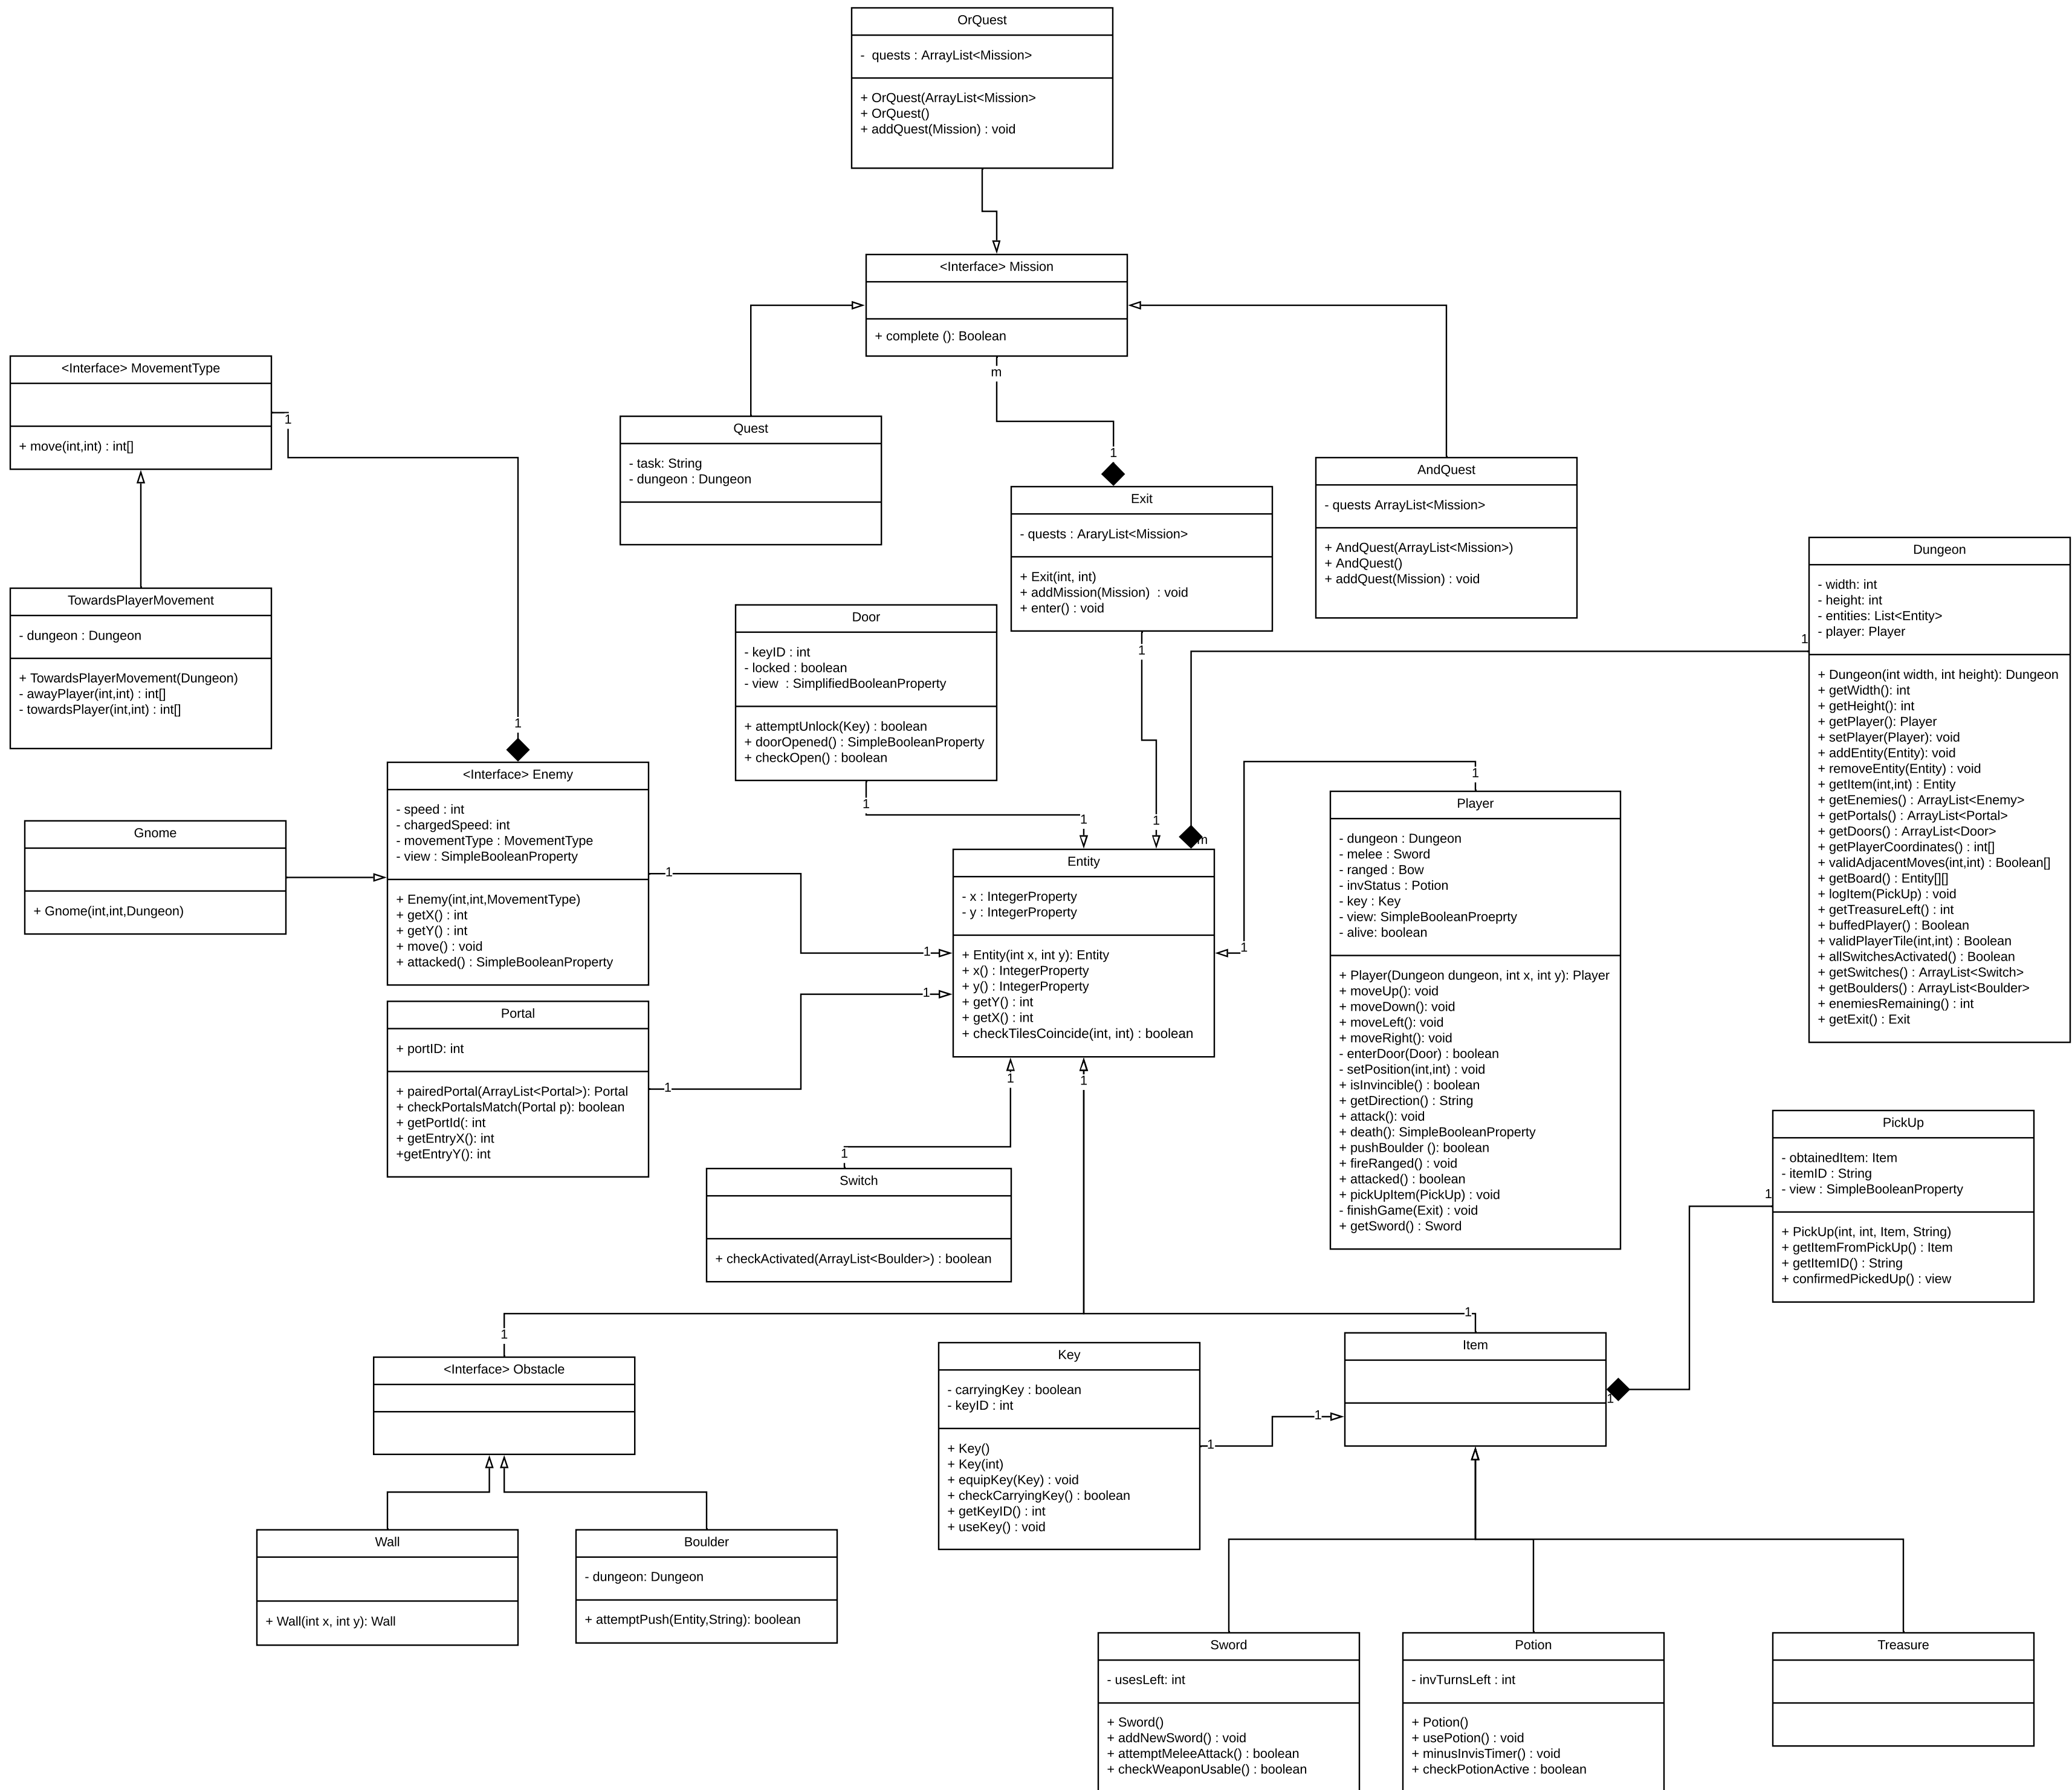 OrQuest
-  quests : ArrayList<Mission>
+ OrQuest(ArrayList<Mission>
+ OrQuest()
+ addQuest(Mission) : void
<Interface> Mission
+ complete (): Boolean
m
1
<Interface> MovementType
+ move(int,int) : int[]
1
1
Quest
- task: String
- dungeon : Dungeon
Exit
- quests : AraryList<Mission>
+ Exit(int, int)
+ addMission(Mission)  : void
+ enter() : void
1
1
AndQuest
- quests ArrayList<Mission>
+ AndQuest(ArrayList<Mission>)
+ AndQuest()
+ addQuest(Mission) : void
Dungeon
- width: int
- height: int
- entities: List<Entity>
- player: Player
+ Dungeon(int width, int height): Dungeon
+ getWidth(): int
+ getHeight(): int
+ getPlayer(): Player
+ setPlayer(Player): void
+ addEntity(Entity): void
+ removeEntity(Entity) : void
+ getItem(int,int) : Entity
+ getEnemies() : ArrayList<Enemy>
+ getPortals() : ArrayList<Portal>
+ getDoors() : ArrayList<Door>
+ getPlayerCoordinates() : int[]
+ validAdjacentMoves(int,int) : Boolean[]
+ getBoard() : Entity[][]
+ logItem(PickUp) : void
+ getTreasureLeft() : int
+ buffedPlayer() : Boolean
+ validPlayerTile(int,int) : Boolean
+ allSwitchesActivated() : Boolean
+ getSwitches() : ArrayList<Switch>
+ getBoulders() : ArrayList<Boulder>
+ enemiesRemaining() : int
+ getExit() : Exit
1
m
TowardsPlayerMovement
- dungeon : Dungeon
+ TowardsPlayerMovement(Dungeon)
- awayPlayer(int,int) : int[]
- towardsPlayer(int,int) : int[]
Door
- keyID : int
- locked : boolean
- view  : SimplifiedBooleanProperty
+ attemptUnlock(Key) : boolean
+ doorOpened() : SimpleBooleanProperty
+ checkOpen() : boolean
1
1
<Interface> Enemy
- speed : int
- chargedSpeed: int
- movementType : MovementType
- view : SimpleBooleanProperty
+ Enemy(int,int,MovementType)
+ getX() : int
+ getY() : int
+ move() : void
+ attacked() : SimpleBooleanProperty
1
1
Gnome
+ Gnome(int,int,Dungeon)
Entity
- x : IntegerProperty
- y : IntegerProperty
+ Entity(int x, int y): Entity
+ x() : IntegerProperty
+ y() : IntegerProperty
+ getY() : int
+ getX() : int
+ checkTilesCoincide(int, int) : boolean
Player
- dungeon : Dungeon
- melee : Sword
- ranged : Bow
- invStatus : Potion
- key : Key
- view: SimpleBooleanProeprty
- alive: boolean
+ Player(Dungeon dungeon, int x, int y): Player
+ moveUp(): void
+ moveDown(): void
+ moveLeft(): void
+ moveRight(): void
- enterDoor(Door) : boolean
- setPosition(int,int) : void
+ isInvincible() : boolean
+ getDirection() : String
+ attack(): void
+ death(): SimpleBooleanProperty
+ pushBoulder (): boolean
+ fireRanged() : void
+ attacked() : boolean
+ pickUpItem(PickUp) : void
- finishGame(Exit) : void
+ getSword() : Sword
1
1
Portal
+ portID: int
+ pairedPortal(ArrayList<Portal>): Portal
+ checkPortalsMatch(Portal p): boolean
+ getPortId(: int
+ getEntryX(): int
+getEntryY(): int
1
1
Switch
+ checkActivated(ArrayList<Boulder>) : boolean
1
1
1
PickUp
- obtainedItem: Item
- itemID : String
- view : SimpleBooleanProperty
+ PickUp(int, int, Item, String)
+ getItemFromPickUp() : Item
+ getItemID() : String
+ confirmedPickedUp() : view
1
1
<Interface> Obstacle
1
Key
- carryingKey : boolean
- keyID : int
+ Key()
+ Key(int)
+ equipKey(Key) : void
+ checkCarryingKey() : boolean
+ getKeyID() : int
+ useKey() : void
1
1
Item
1
Wall
+ Wall(int x, int y): Wall
Boulder
- dungeon: Dungeon
+ attemptPush(Entity,String): boolean
Sword
- usesLeft: int
+ Sword()
+ addNewSword() : void
+ attemptMeleeAttack() : boolean
+ checkWeaponUsable() : boolean
Potion
- invTurnsLeft : int
+ Potion()
+ usePotion() : void
+ minusInvisTimer() : void
+ checkPotionActive : boolean
Treasure